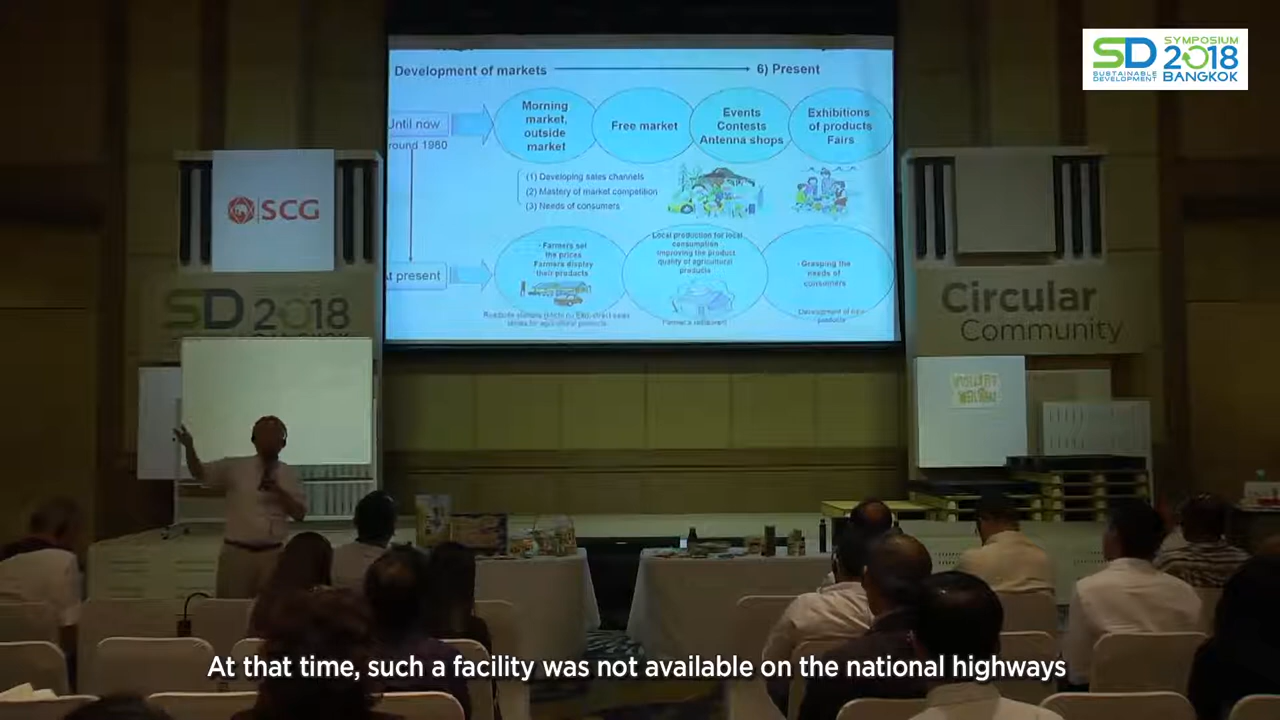 SD SYMPOSIUM
2018
SUSTAINABLE
DEVELOPMENT BANGKOK
Development of markets 6) Present
Until now
around 1980
Morning
market,
outside
market
Free market
Events
Contests
Antenna shops
Exhibitions
of products
Fairs
(1) Developing sales channels
(2) Mastery of market competition
(3) Needs of consumers
At present
· Farmers set
the prices
Farmers display
their products
Local production for local
consumption
improving the product
quality of agricultural
products
· Grasping the
needs of
consumers
Farmer's restaurant
Development of new
products
SCG
SD 2018
Circular
Community
At that time, such a facility was not available on the national highways